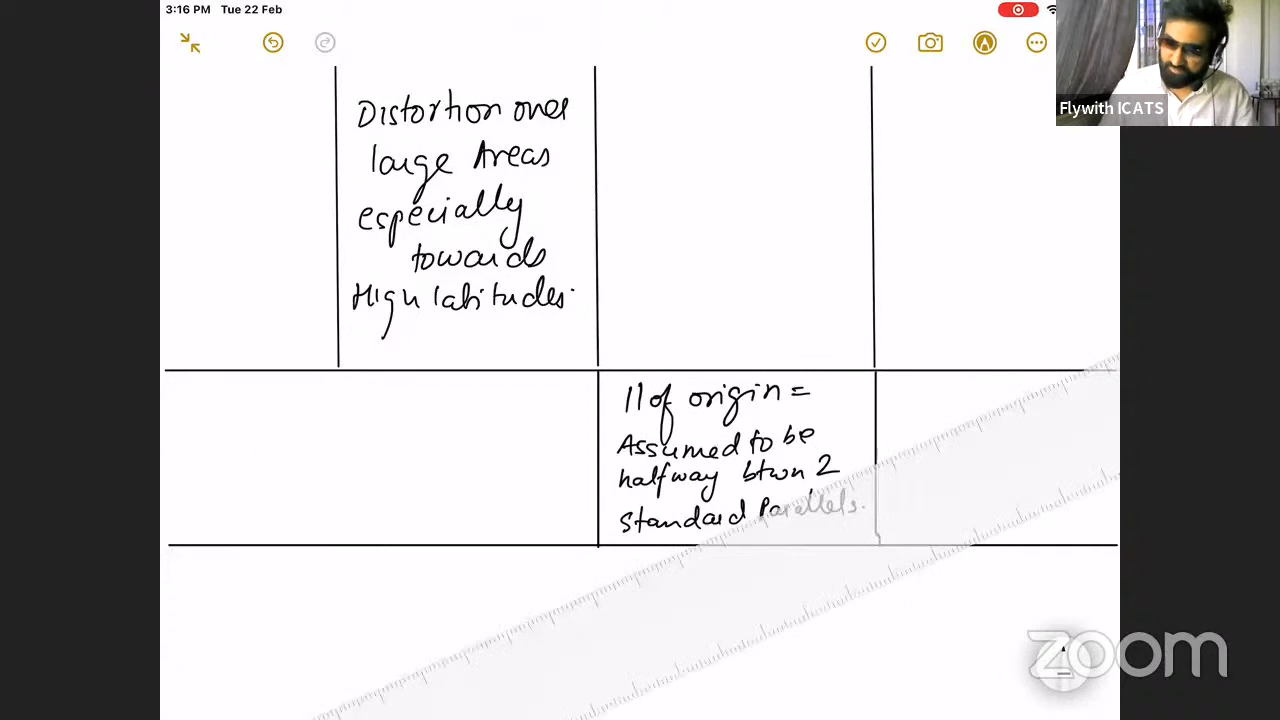 3:16 PM Tue 22 Feb
Flywith ICATS
Distortion over
large Areas
especially
towards
High latitudes.
11 of origin =
Assumed to be
halfway btwn 2
Standard Parallels.
zoom